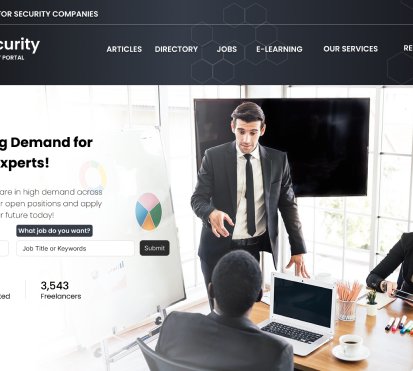 FOR SECURITY COMPANIES
curity
PORTAL
ARTICLES DIRECTORY JOBS E-LEARNING OUR SERVICES RE
g Demand for
xperts!
are in high demand across
r open positions and apply
r future today!
What job do you want?
Job Title or Keywords
Submit
ted
3,543
Freelancers